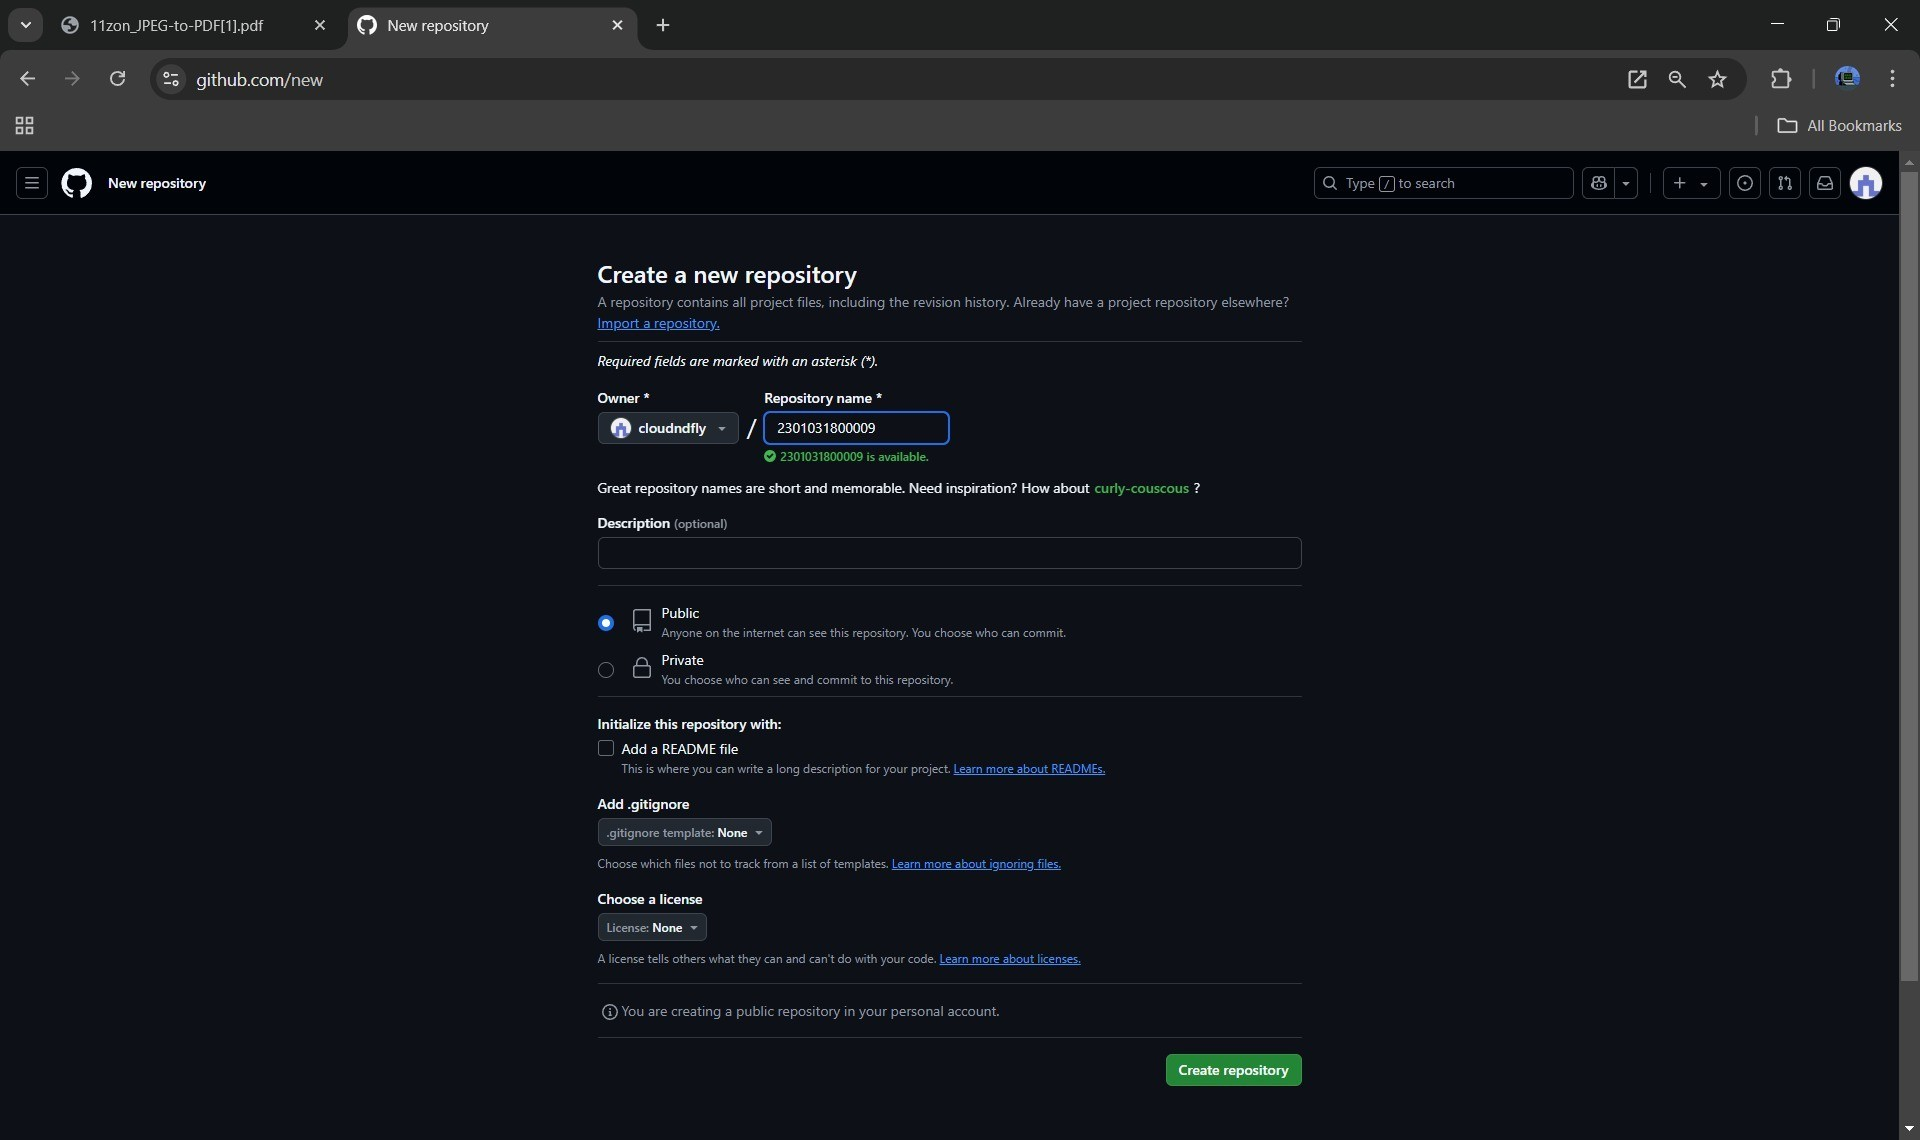 11zon_JPEG-to-PDF[1].pdf
New repository
github.com/new
All Bookmarks
New repository
Type / to search
Create a new repository
A repository contains all project files, including the revision history. Already have a project repository elsewhere?
Import a repository.
Required fields are marked with an asterisk (*).
Owner * Repository name *
cloudndfly / 2301031800009
2301031800009 is available.
Great repository names are short and memorable. Need inspiration? How about curly-couscous ?
Description (optional)
Public
Anyone on the internet can see this repository. You choose who can commit.
Private
You choose who can see and commit to this repository.
Initialize this repository with:
Add a README file
This is where you can write a long description for your project. Learn more about READMEs.
Add .gitignore
.gitignore template: None
Choose which files not to track from a list of templates. Learn more about ignoring files.
Choose a license
License: None
A license tells others what they can and can't do with your code. Learn more about licenses.
You are creating a public repository in your personal account.
Create repository